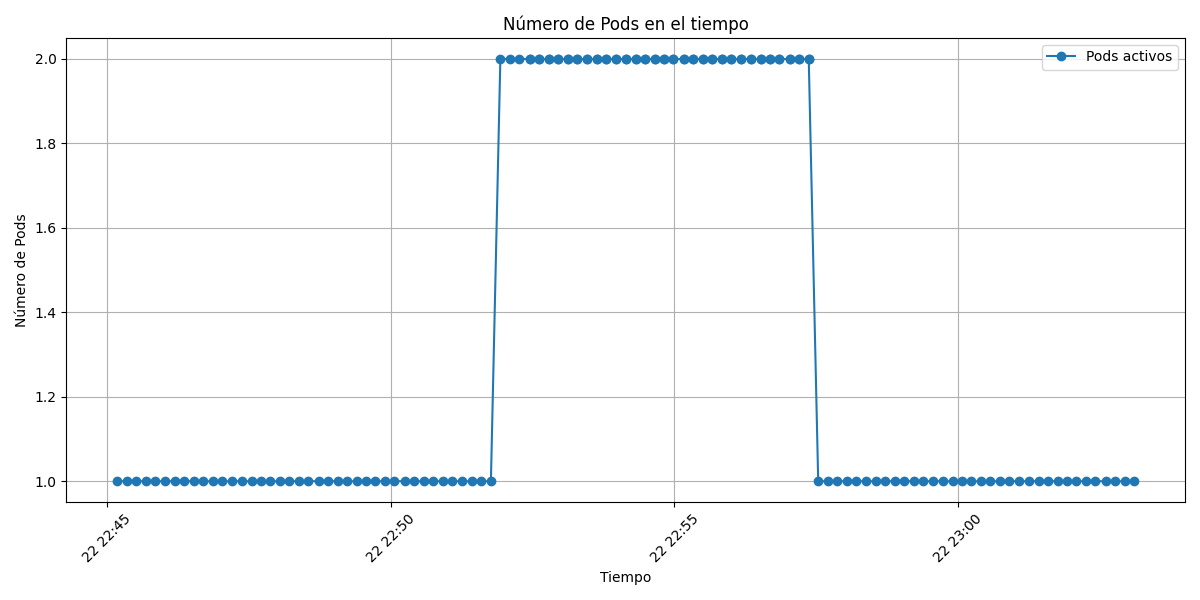 Número de Pods en el tiempo
Pods activos
Número de Pods
2.0
1.8
1.6
1.4
1.2
1.0
22 22:45
22 22:50
22 22:55
22 23:00
Tiempo